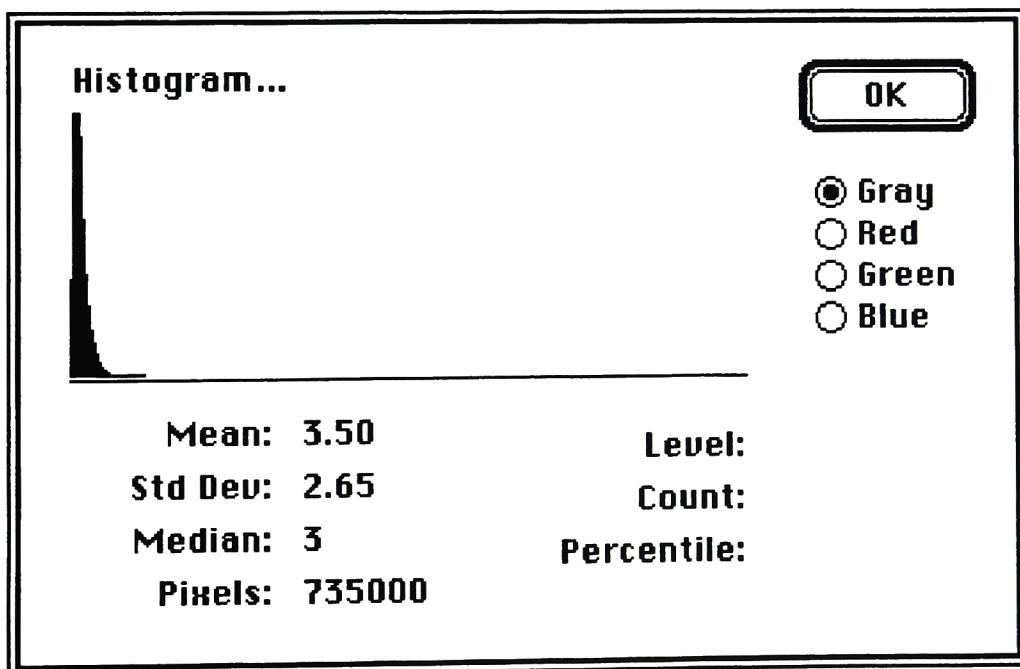 Histogram...
OK
Gray
Red
Green
Blue
Mean: 3.50
Std Dev: 2.65
Median: 3
Pixels: 735000
Level:
Count:
Percentile: